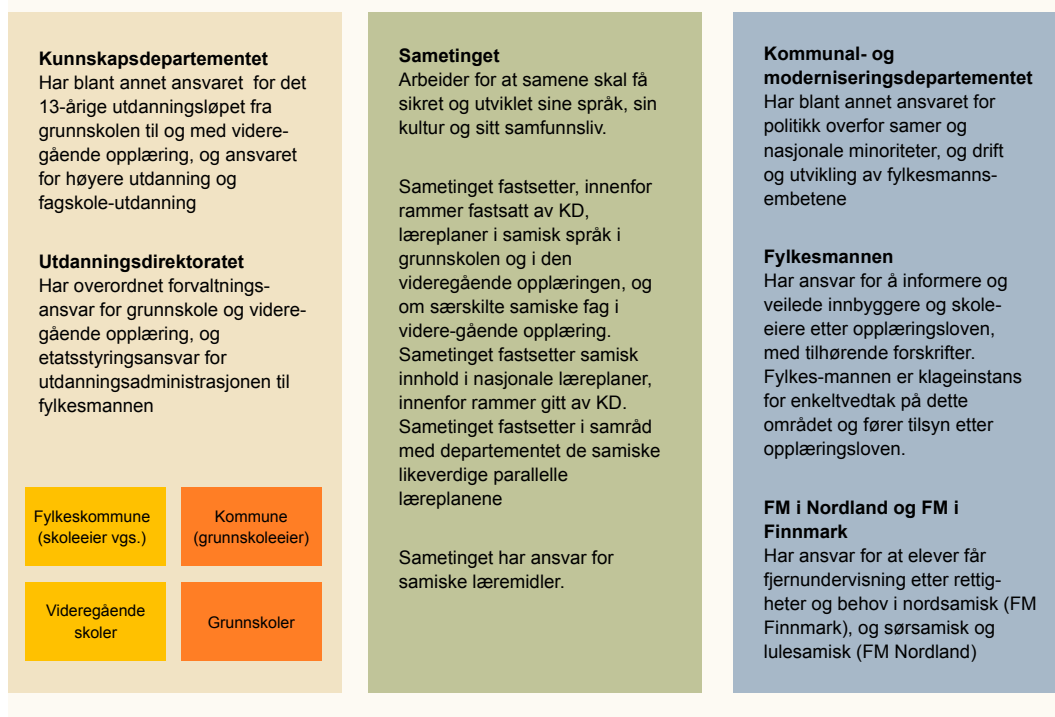 Kunnskapsdepartementet
Har blant annet ansvaret  for det
13-årige utdanningsløpet fra
grunnskolen til og med videre-
gående opplæring, og ansvaret
for høyere utdanning og
fagskole-utdanning
Utdanningsdirektoratet
Har overordnet forvaltnings-
ansvar for grunnskole og videre-
gående opplæring, og
etatsstyringsansvar for
utdanningsadministrasjonen til
fylkesmannen
Fylkeskommune
(skoleeier vgs.)
Kommune
(grunnskoleeier)
Videregående
skoler
Grunnskoler
Sametinget
Arbeider for at samene skal få
sikret og utviklet sine språk, sin
kultur og sitt samfunnsliv.
Sametinget fastsetter, innenfor
rammer fastsatt av KD,
læreplaner i samisk språk i
grunnskolen og i den
videregående opplæringen, og
om særskilte samiske fag i
videre-gående opplæring.
Sametinget fastsetter samisk
innhold i nasjonale læreplaner,
innenfor rammer gitt av KD.
Sametinget fastsetter i samråd
med departementet de samiske
likeverdige parallelle
læreplanene
Sametinget har ansvar for
samiske læremidler.
Kommunal- og
moderniseringsdepartementet
Har blant annet ansvaret for
politikk overfor samer og
nasjonale minoriteter, og drift
og utvikling av fylkesmanns-
embetene
Fylkesmannen
Har ansvar for å informere og
veilede innbyggere og skole-
eiere etter opplæringsloven,
med tilhørende forskrifter.
Fylkes-mannen er klageinstans
for enkeltvedtak på dette
området og fører tilsyn etter
opplæringsloven.
FM i Nordland og FM i
Finnmark
Har ansvar for at elever får
fjernundervisning etter rettig-
heter og behov i nordsamisk (FM
Finnmark), og sørsamisk og
lulesamisk (FM Nordland)